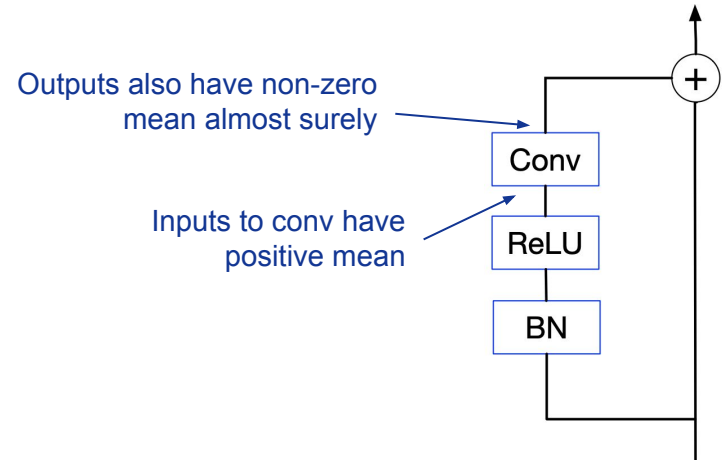 Outputs also have non-zero
mean almost surely
+
Conv
Inputs to conv have
positive mean
ReLU
BN